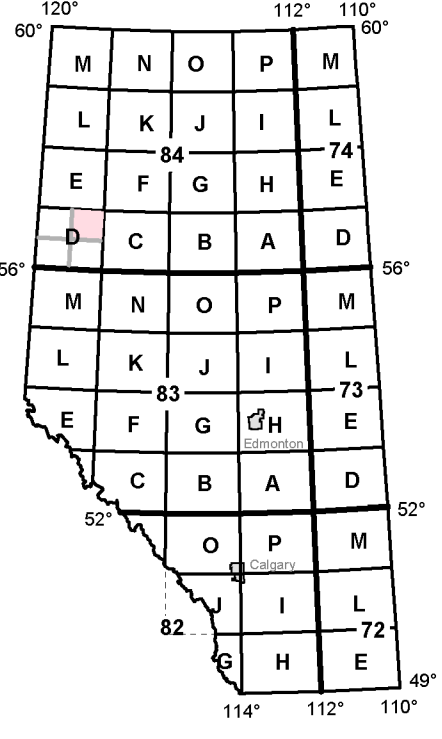 120° 112° 110°
60° 60°
M N O P M
L K J I L
84 74
E F G H E
D C B A D
56° 56°
M N O P M
L K J I L
83 73
E F G H E
Edmonton
C B A D
52° 52°
O P M
Calgary
J I L
82 72
G H E
49°
114° 112° 110°